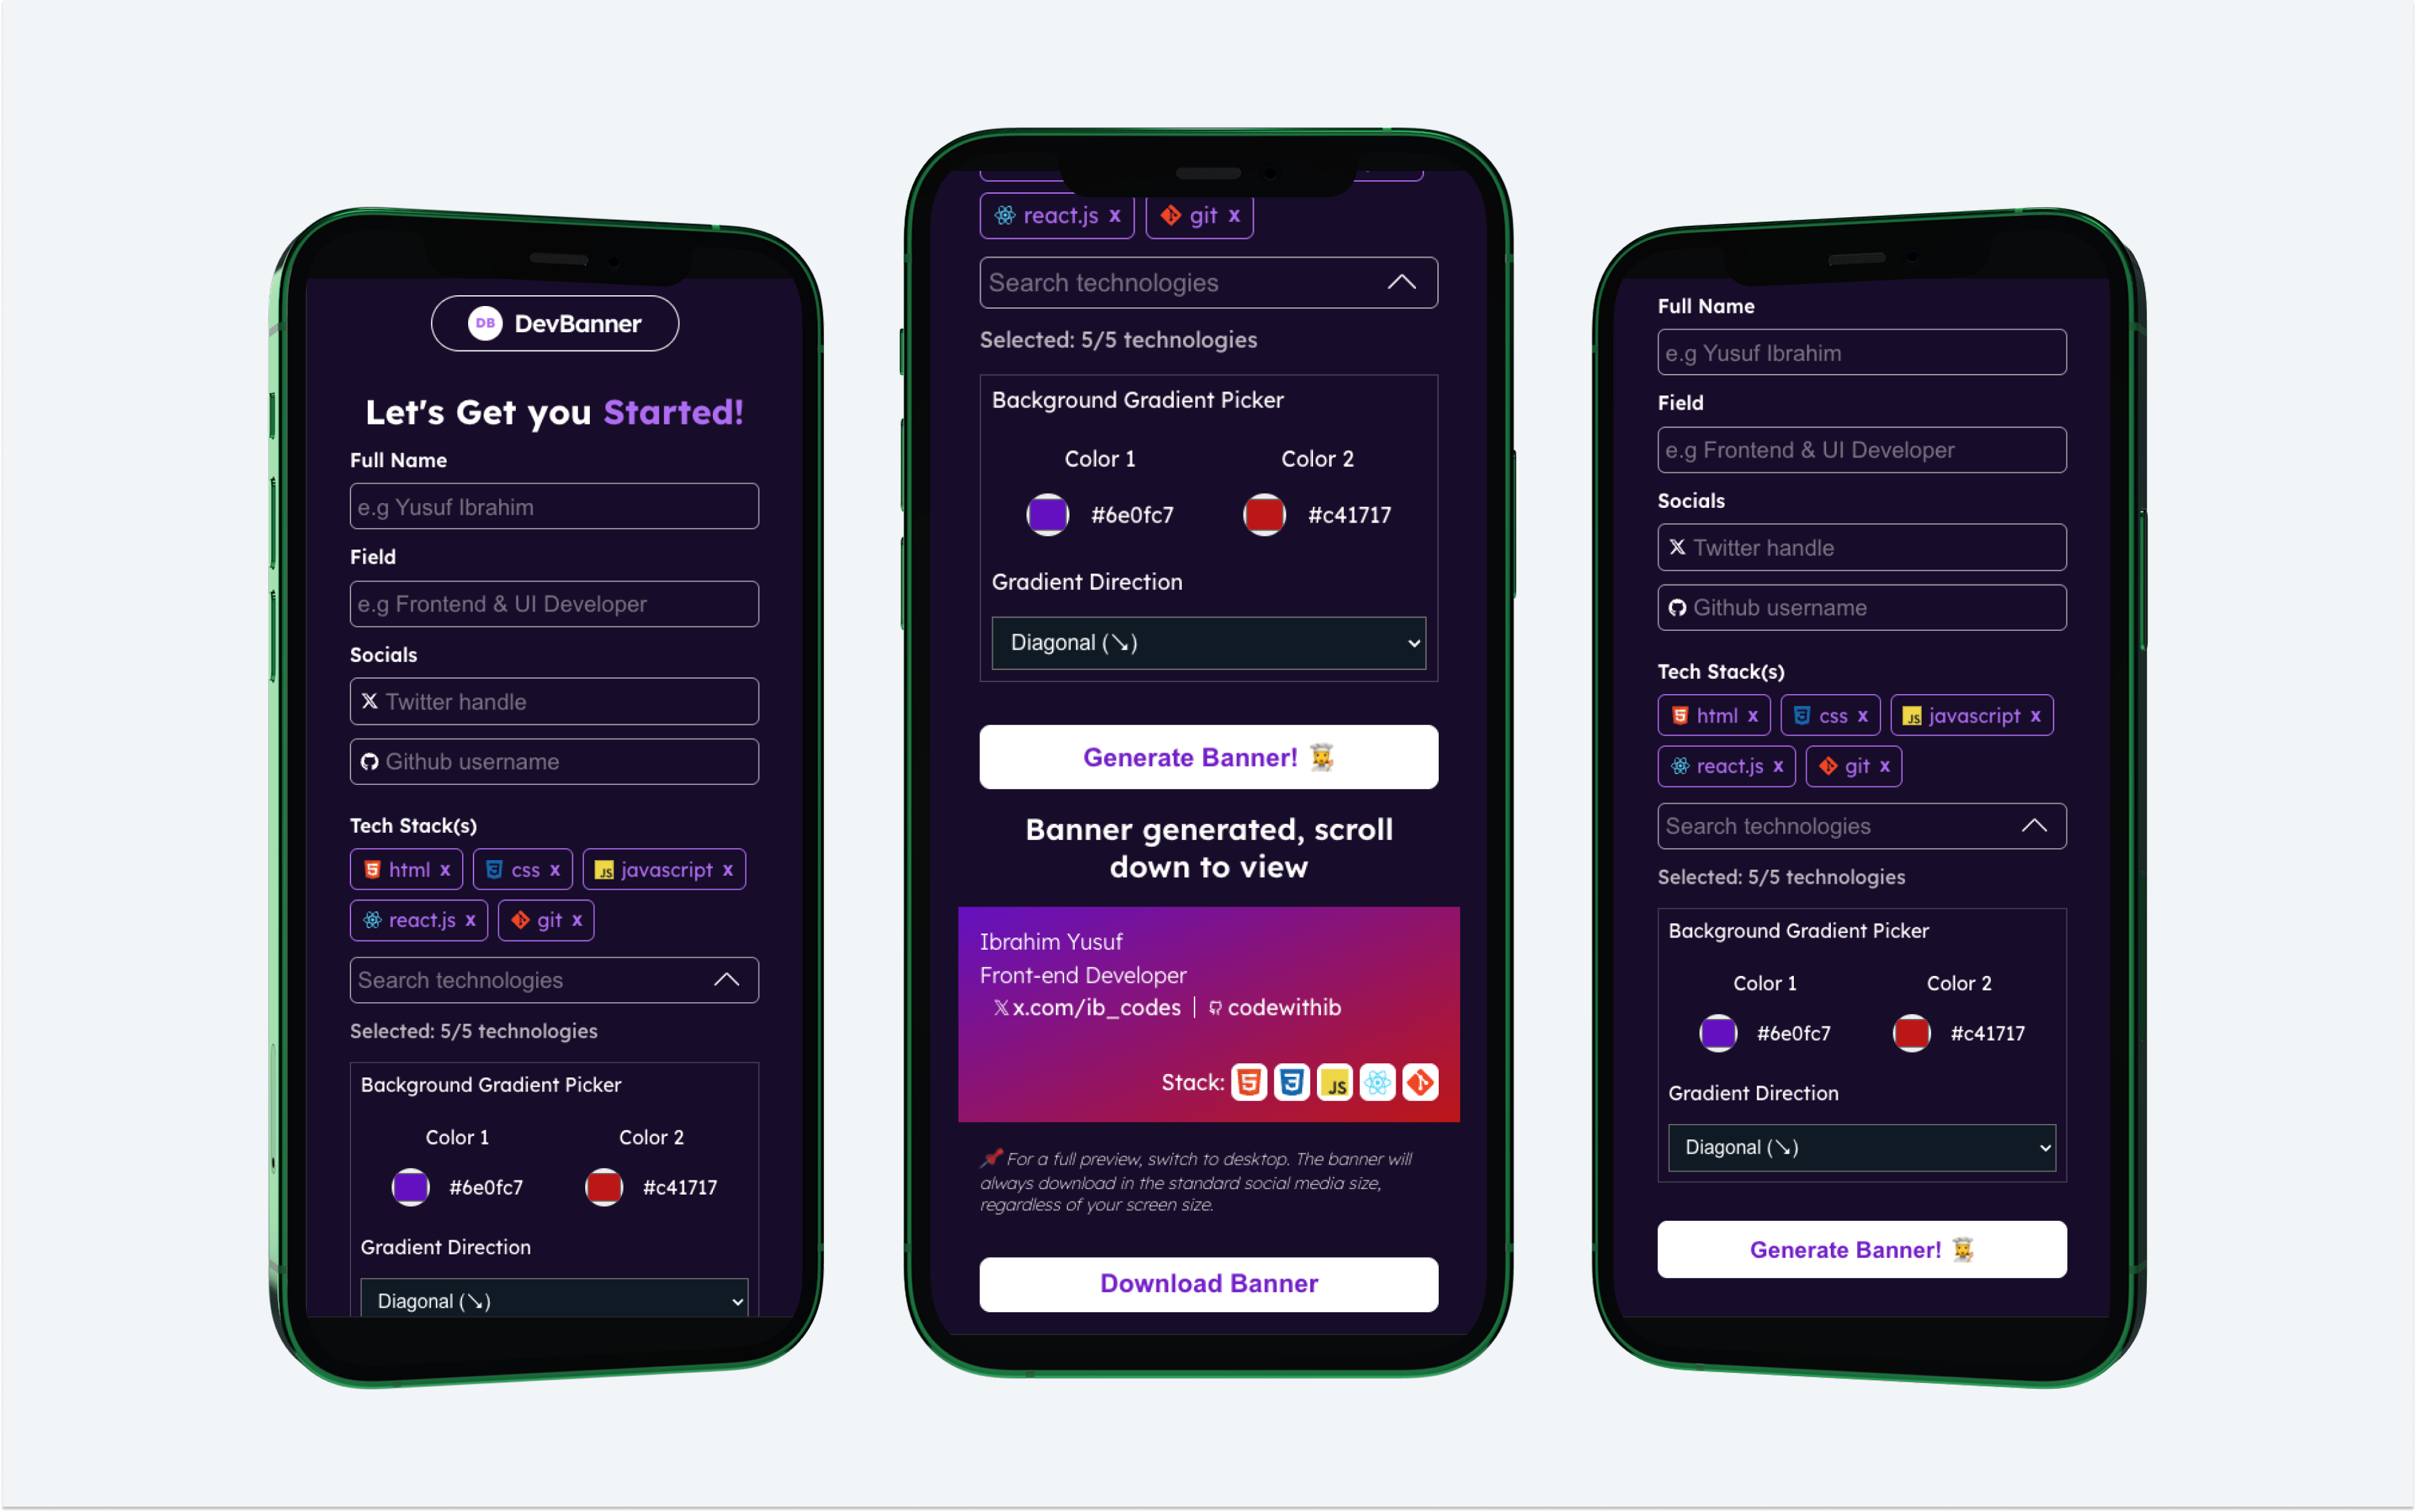 DB DevBanner
Let's Get you Started!
Full Name
e.g Yusuf Ibrahim
Field
e.g Frontend & UI Developer
Socials
𝕏 Twitter handle
Github username
Tech Stack(s)
html x css x JS javascript x
react.js x git x
Search technologies
Selected: 5/5 technologies
Background Gradient Picker
Color 1 Color 2
#6e0fc7 #c41717
Gradient Direction
Diagonal (↘)
react.js x git x
Search technologies
Selected: 5/5 technologies
Background Gradient Picker
Color 1 Color 2
#6e0fc7 #c41717
Gradient Direction
Diagonal (↘)
Generate Banner! 👨‍🍳
Banner generated, scroll
down to view
Ibrahim Yusuf
Front-end Developer
𝕏 x.com/ib_codes | codewithib
Stack: JS
📌 For a full preview, switch to desktop. The banner will
always download in the standard social media size,
regardless of your screen size.
Download Banner
Full Name
e.g Yusuf Ibrahim
Field
e.g Frontend & UI Developer
Socials
𝕏 Twitter handle
Github username
Tech Stack(s)
html x css x JS javascript x
react.js x git x
Search technologies
Selected: 5/5 technologies
Background Gradient Picker
Color 1 Color 2
#6e0fc7 #c41717
Gradient Direction
Diagonal (↘)
Generate Banner! 👨‍🍳